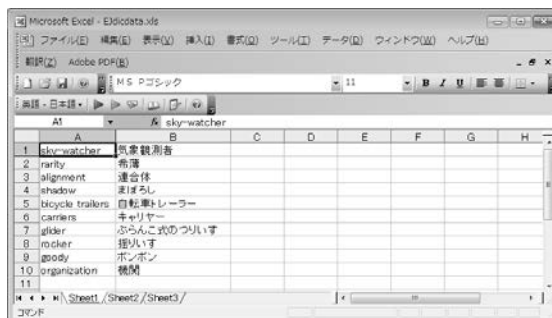 Microsoft Excel - EJdicdata.xls
ファイル(F) 編集(E) 表示(V) 挿入(I) 書式(O) ツール(T) データ(D) ウィンドウ(W) ヘルプ(H)
翻訳(Z) Adobe PDF(B)
MS Pゴシック 11 B I U
英語 - 日本語
A1 fx sky-watcher
A B C D E F G H
1 sky-watcher 気象観測者
2 rarity 希薄
3 alignment 連合体
4 shadow まぼろし
5 bicycle trailers 自転車トレーラー
6 carriers キャリヤー
7 glider ぶらんこ式のつりいす
8 rocker 揺りいす
9 goody ボンボン
10 organization 機関
11
Sheet1 / Sheet2 / Sheet3 /
コマンド